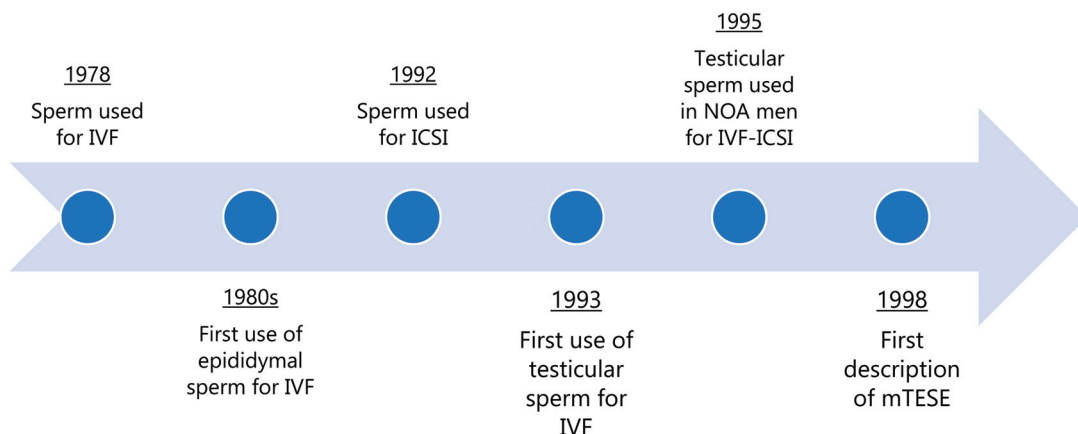 1978
Sperm used
for IVF
1980s
First use of
epididymal
sperm for IVF
1992
Sperm used
for ICSI
1993
First use of
testicular
sperm for
IVF
1995
Testicular
sperm used
in NOA men
for IVF-ICSI
1998
First
description
of mTESE